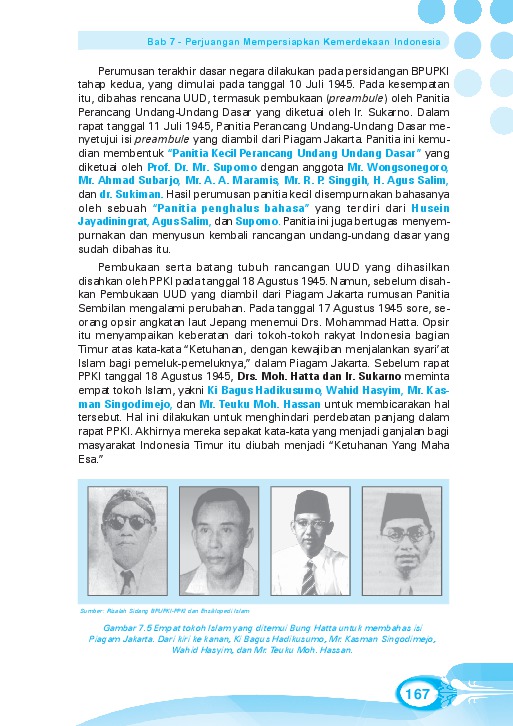 Bab 7 - Perjuangan Mempersiapkan Kemerdekaan Indonesia
Perumusan terakhir dasar negara dilakukan pada persidangan BPUPKI
tahap kedua, yang dimulai pada tanggal 10 Juli 1945. Pada kesempatan
itu, dibahas rencana UUD, termasuk pembukaan (preambule) oleh Panitia
Perancang Undang-Undang Dasar yang diketuai oleh Ir. Sukarno. Dalam
rapat tanggal 11 Juli 1945, Panitia Perancang Undang-Undang Dasar me-
nyetujui isi preambule yang diambil dari Piagam Jakarta. Panitia ini kemu-
dian membentuk “Panitia Kecil Perancang Undang Undang Dasar” yang
diketuai oleh Prof. Dr. Mr. Supomo dengan anggota Mr. Wongsonegoro,
Mr. Ahmad Subarjo, Mr. A. A. Maramis, Mr. R. P. Singgih, H. Agus Salim,
dan dr. Sukiman. Hasil perumusan panitia kecil disempurnakan bahasanya
oleh sebuah “Panitia penghalus bahasa” yang terdiri dari Husein
Jayadiningrat, Agus Salim, dan Supomo. Panitia ini juga bertugas menyem-
purnakan dan menyusun kembali rancangan undang-undang dasar yang
sudah dibahas itu.
Pembukaan serta batang tubuh rancangan UUD yang dihasilkan
disahkan oleh PPKI pada tanggal 18 Agustus 1945. Namun, sebelum disah-
kan Pembukaan UUD yang diambil dari Piagam Jakarta rumusan Panitia
Sembilan mengalami perubahan. Pada tanggal 17 Agustus 1945 sore, se-
orang opsir angkatan laut Jepang menemui Drs. Mohammad Hatta. Opsir
itu menyampaikan keberatan dari tokoh-tokoh rakyat Indonesia bagian
Timur atas kata-kata “Ketuhanan, dengan kewajiban menjalankan syari’at
Islam bagi pemeluk-pemeluknya,” dalam Piagam Jakarta. Sebelum rapat
PPKI tanggal 18 Agustus 1945, Drs. Moh. Hatta dan Ir. Sukarno meminta
empat tokoh Islam, yakni Ki Bagus Hadikusumo, Wahid Hasyim, Mr. Kas-
man Singodimejo, dan Mr. Teuku Moh. Hassan untuk membicarakan hal
tersebut. Hal ini dilakukan untuk menghindari perdebatan panjang dalam
rapat PPKI. Akhirnya mereka sepakat kata-kata yang menjadi ganjalan bagi
masyarakat Indonesia Timur itu diubah menjadi “Ketuhanan Yang Maha
Esa.”
Sumber: Risalah Sidang BPUPKI-PPKI dan Ensiklopedi Islam
Gambar 7.5 Empat tokoh Islam yang ditemui Bung Hatta untuk membahas isi
Piagam Jakarta. Dari kiri ke kanan, Ki Bagus Hadikusumo, Mr. Kasman Singodimejo,
Wahid Hasyim, dan Mr. Teuku Moh. Hassan.
167